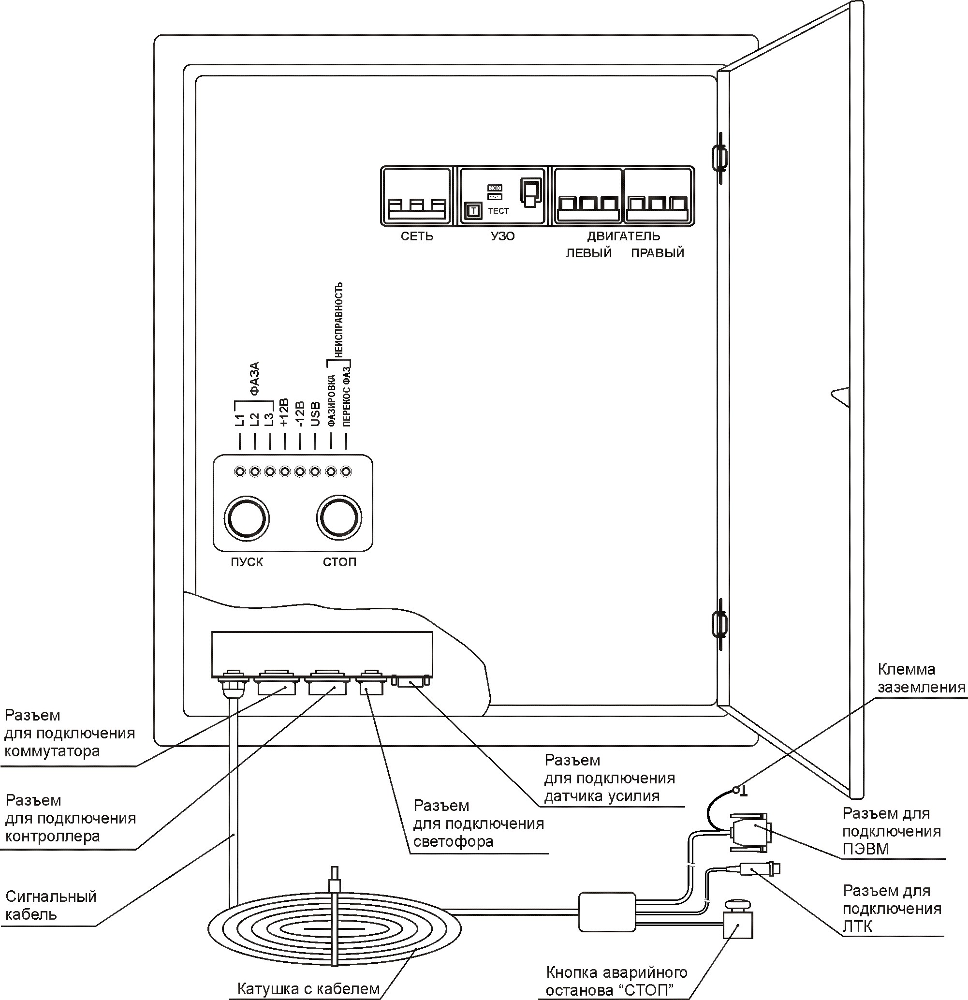 3000
~
T
ТЕСТ
СЕТЬ
УЗО
ДВИГАТЕЛЬ
ЛЕВЫЙ
ПРАВЫЙ
НЕИСПРАВНОСТЬ
ФАЗА
L1
L2
L3
+12В
-12В
USB
ФАЗИРОВКА
ПЕРЕКОС ФАЗ
ПУСК
СТОП
Клемма
заземления
Разъем
для подключения
коммутатора
Разъем
для подключения
датчика усилия
Разъем
для подключения
контроллера
Разъем
для подключения
светофора
Разъем для
подключения
ПЭВМ
Сигнальный
кабель
Разъем для
подключения
ЛТК
Катушка с кабелем
Кнопка аварийного
останова “СТОП”